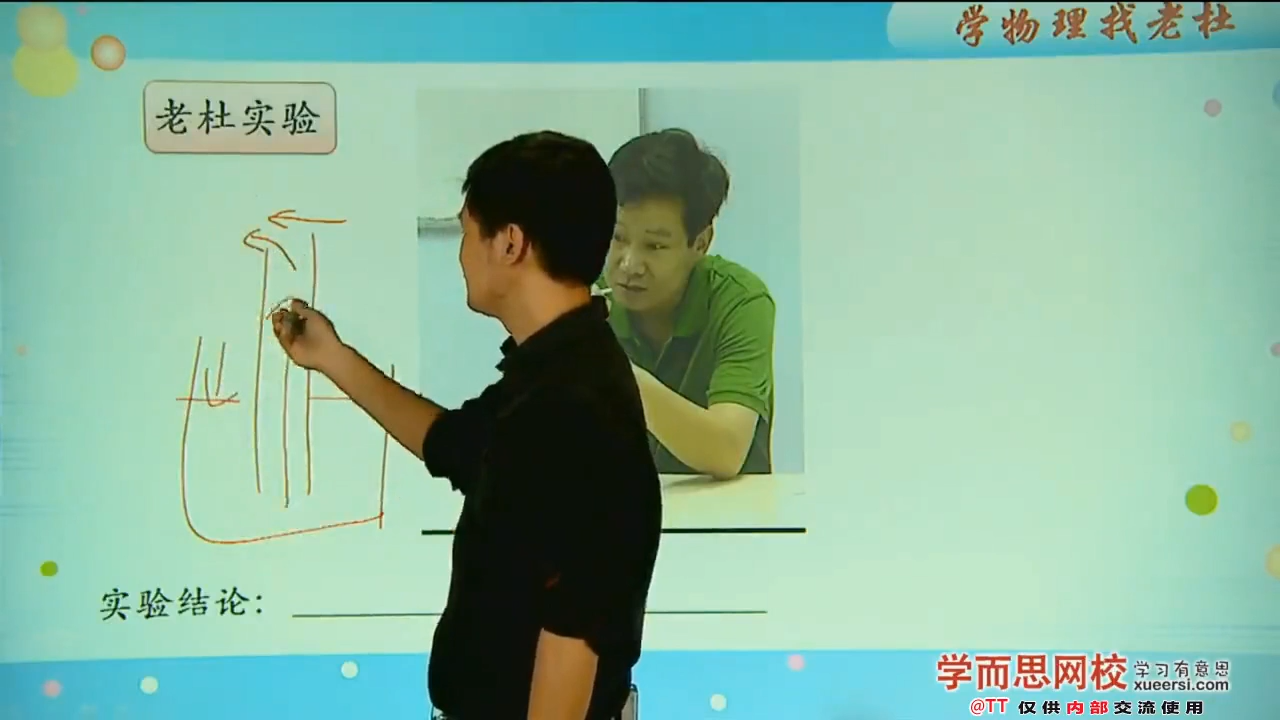 学物理找老杜
老杜实验
实验结论:
学而思网校 学习有意思
xueersi.com
@TT 仅供内部交流使用